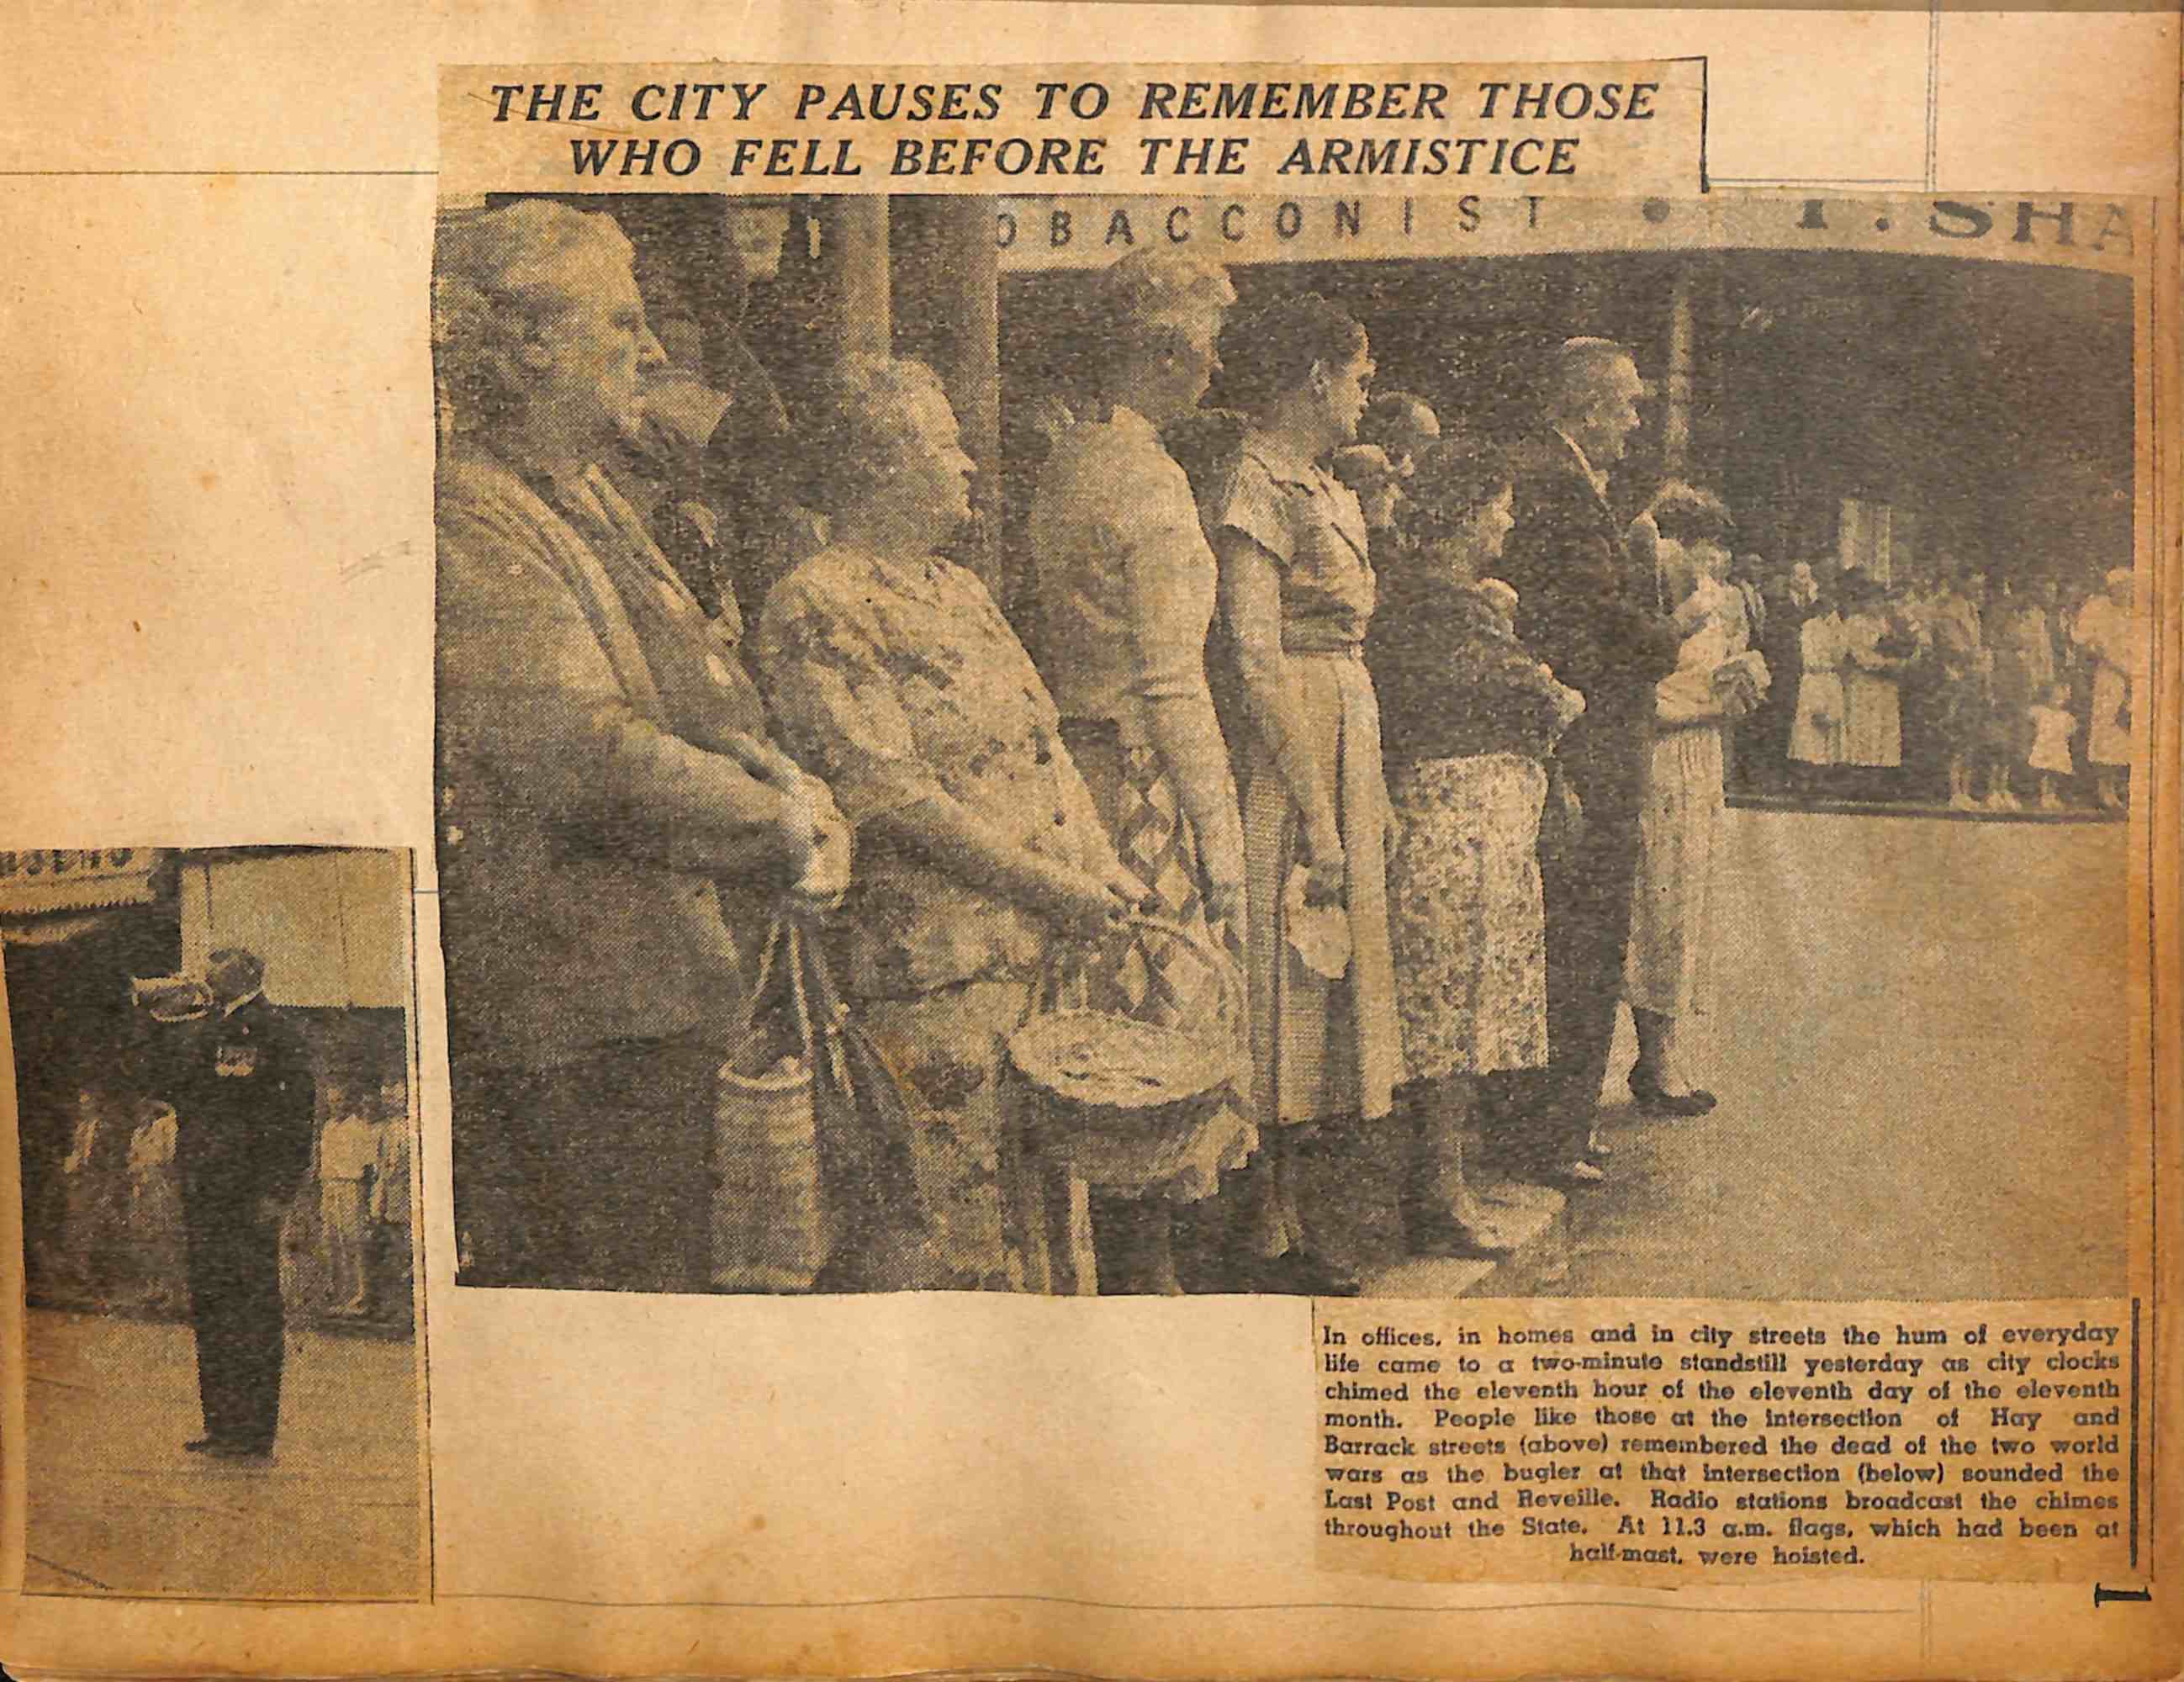 THE CITY PAUSES TO REMEMBER THOSE
WHO FELL BEFORE THE ARMISTICE
OBACCONIST • T. SHA
In offices, in homes and in city streets the hum of everyday
life came to a two-minute standstill yesterday as city clocks
chimed the eleventh hour of the eleventh day of the eleventh
month. People like those at the intersection of Hay and
Barrack streets (above) remembered the dead of the two world
wars as the bugler at that intersection (below) sounded the
Last Post and Reveille. Radio stations broadcast the chimes
throughout the State. At 11.3 a.m. flags, which had been at
half-mast, were hoisted.